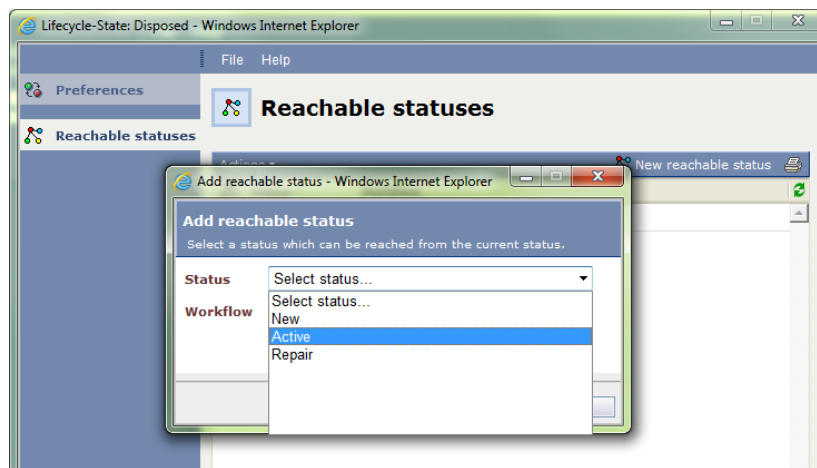 Lifecycle-State: Disposed - Windows Internet Explorer
File Help
Preferences
Reachable statuses
Reachable statuses
Actions
New reachable status
Add reachable status - Windows Internet Explorer
Add reachable status
Select a status which can be reached from the current status.
Status Select status...
Workflow
Select status...
New
Active
Repair